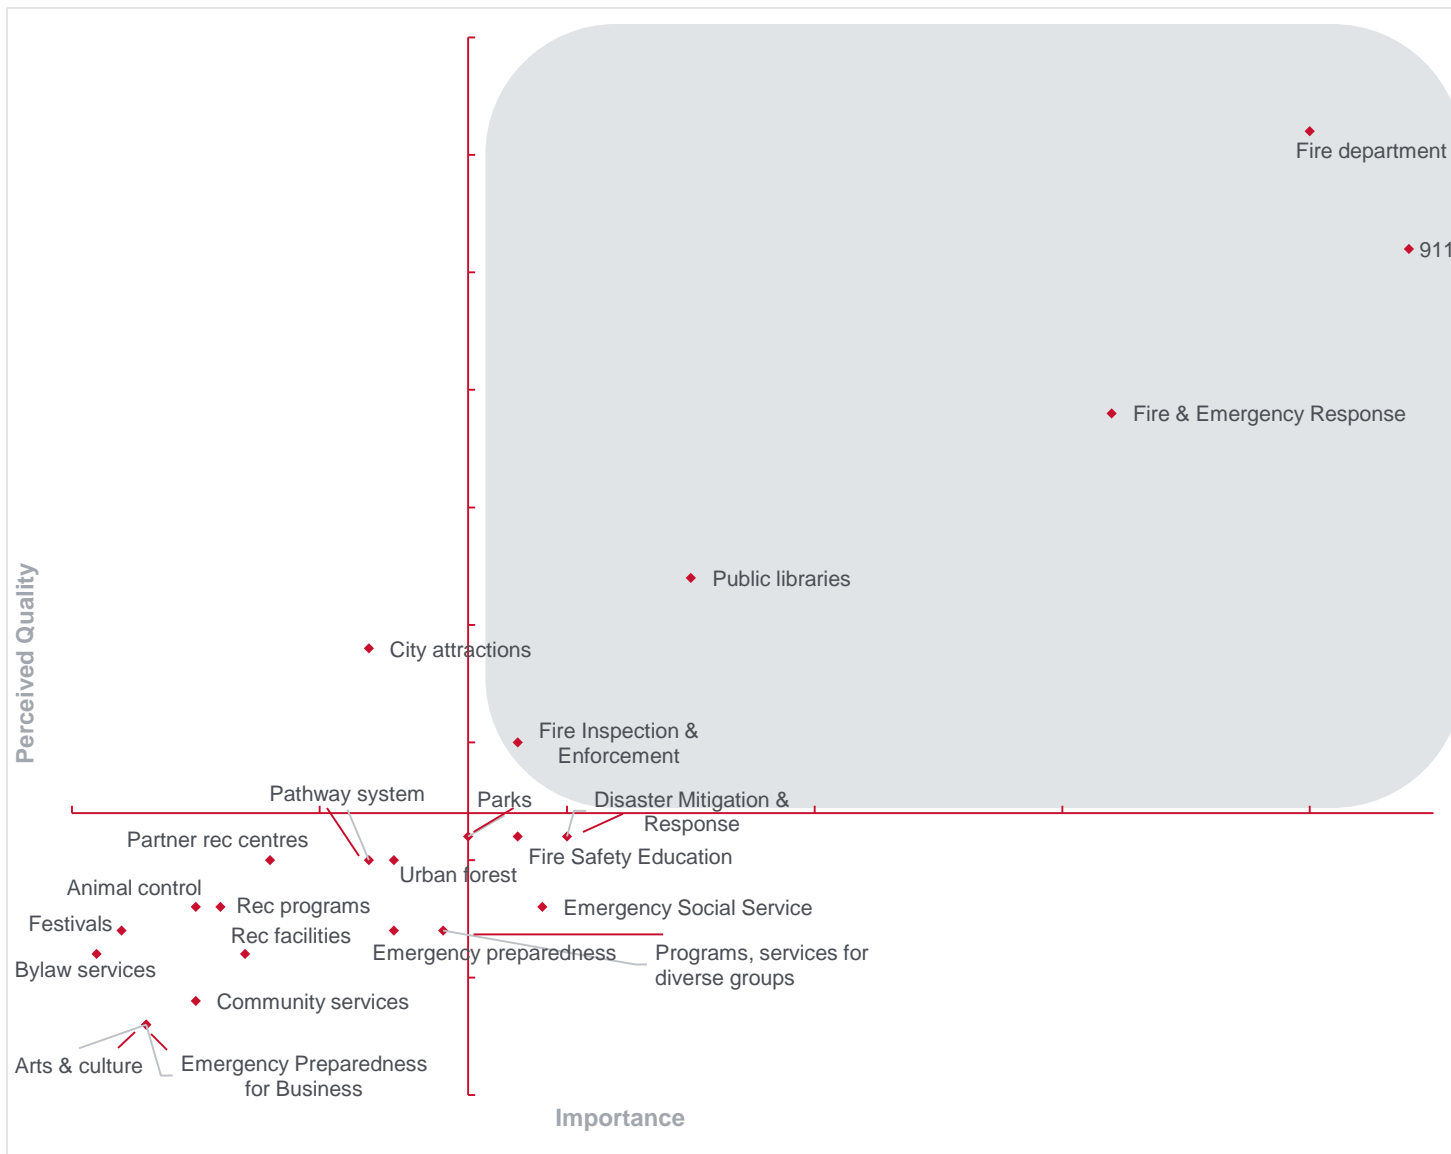 Fire department
911
Fire & Emergency Response
Public libraries
Perceived Quality
City attractions
Fire Inspection &
Enforcement
Pathway system
Parks
Disaster Mitigation &
Response
Partner rec centres
Fire Safety Education
Urban forest
Animal control
Rec programs
Emergency Social Service
Festivals
Rec facilities
Emergency preparedness
Programs, services for
diverse groups
Bylaw services
Community services
Arts & culture
Emergency Preparedness
for Business
Importance